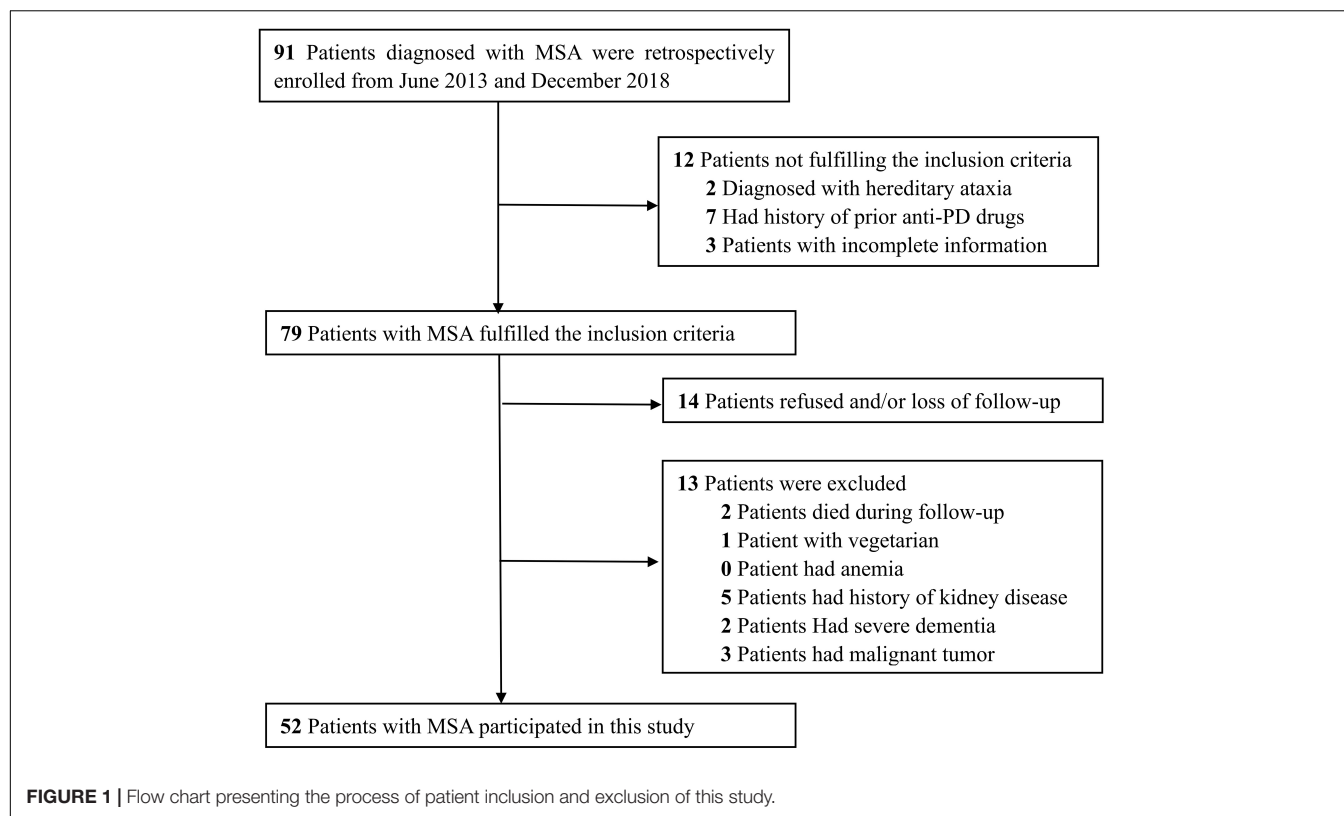 91 Patients diagnosed with MSA were retrospectively
enrolled from June 2013 and December 2018
12 Patients not fulfilling the inclusion criteria
2 Diagnosed with hereditary ataxia
7 Had history of prior anti-PD drugs
3 Patients with incomplete information
79 Patients with MSA fulfilled the inclusion criteria
14 Patients refused and/or loss of follow-up
13 Patients were excluded
2 Patients died during follow-up
1 Patient with vegetarian
0 Patient had anemia
5 Patients had history of kidney disease
2 Patients Had severe dementia
3 Patients had malignant tumor
52 Patients with MSA participated in this study
FIGURE 1 | Flow chart presenting the process of patient inclusion and exclusion of this study.